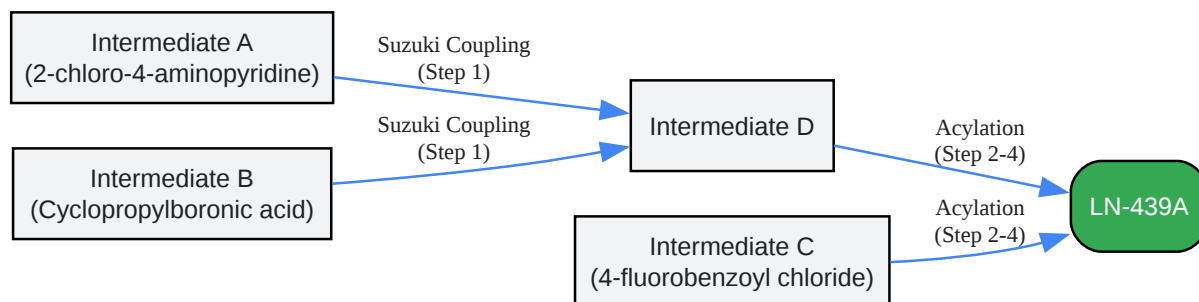 Intermediate A
(2-chloro-4-aminopyridine)
Suzuki Coupling
(Step 1)
Suzuki Coupling
(Step 1)
Intermediate B
(Cyclopropylboronic acid)
Intermediate D
Acylation
(Step 2-4)
Acylation
(Step 2-4)
LN-439A
Intermediate C
(4-fluorobenzoyl chloride)